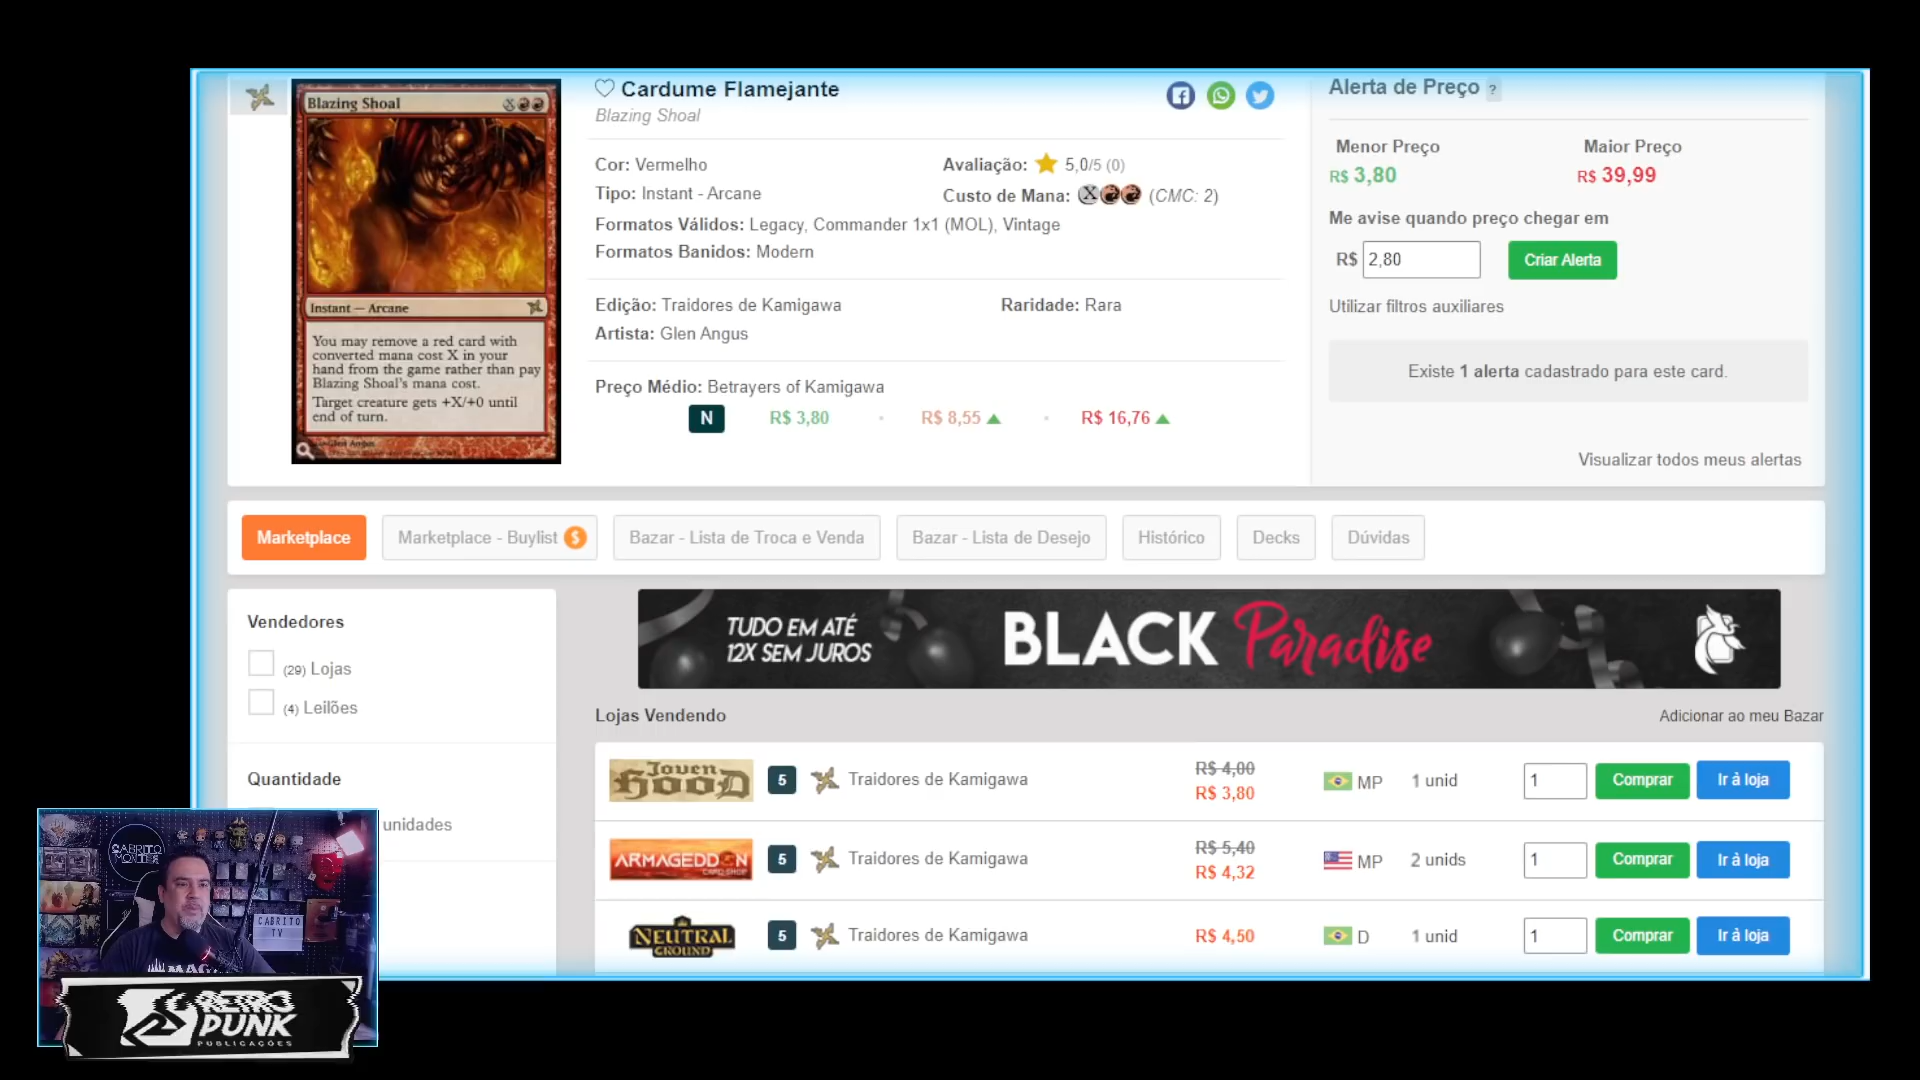 Blazing Shoal X
Instant — Arcane
You may remove a red card with
converted mana cost X in your
hand from the game rather than pay
Blazing Shoal's mana cost.
Target creature gets +X/+0 until
end of turn.
Glen Angus
Cardume Flamejante
Blazing Shoal
Cor: Vermelho
Avaliação: 5,0/5 (0)
Tipo: Instant - Arcane
Custo de Mana: X (CMC: 2)
Formatos Válidos: Legacy, Commander 1x1 (MOL), Vintage
Formatos Banidos: Modern
Edição: Traidores de Kamigawa
Raridade: Rara
Artista: Glen Angus
Preço Médio: Betrayers of Kamigawa
N R$ 3,80 R$ 8,55 R$ 16,76
Alerta de Preço ?
Menor Preço Maior Preço
R$ 3,80 R$ 39,99
Me avise quando preço chegar em
R$ 2,80 Criar Alerta
Utilizar filtros auxiliares
Existe 1 alerta cadastrado para este card.
Visualizar todos meus alertas
Marketplace
Marketplace - Buylist $
Bazar - Lista de Troca e Venda
Bazar - Lista de Desejo
Histórico
Decks
Dúvidas
Vendedores
(29) Lojas
(4) Leilões
Quantidade
unidades
TUDO EM ATÉ
12X SEM JUROS
BLACK Paradise
Lojas Vendendo
Adicionar ao meu Bazar
Joven
HOOD
5 Traidores de Kamigawa
R$ 4,00
R$ 3,80
MP 1 unid 1 Comprar Ir à loja
ARMAGEDDON
CARD SHOP
5 Traidores de Kamigawa
R$ 5,40
R$ 4,32
MP 2 unids 1 Comprar Ir à loja
NEUTRAL
GROUND
5 Traidores de Kamigawa
R$ 4,50
D 1 unid 1 Comprar Ir à loja
CABRITO
MONTES
CABRITO
TV
RETRO
PUNK
PUBLICAÇÕES